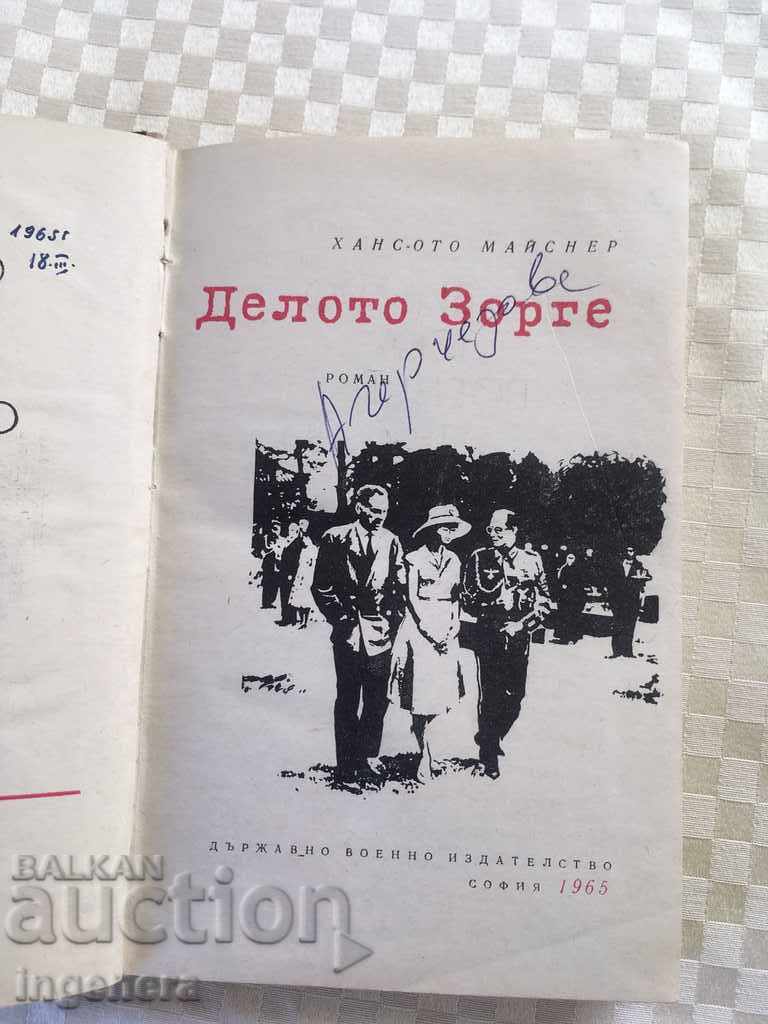 1965г
18.III.
ХАНС-ОТО МАЙСНЕР
Делото Зорге
РОМАН
ДЪРЖАВНО ВОЕННО ИЗДАТЕЛСТВО
СОФИЯ 1965
BALKAN
auction
ingenera